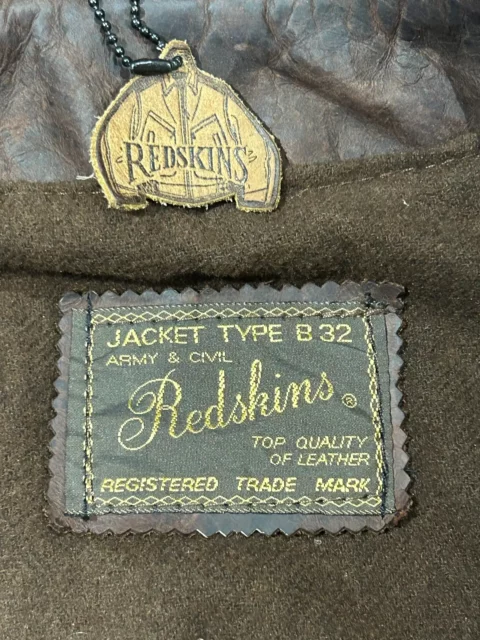 REDSKINS
JACKET TYPE B 32
ARMY & CIVIL
Redskins ®
TOP QUALITY
OF LEATHER
REGISTERED TRADE MARK